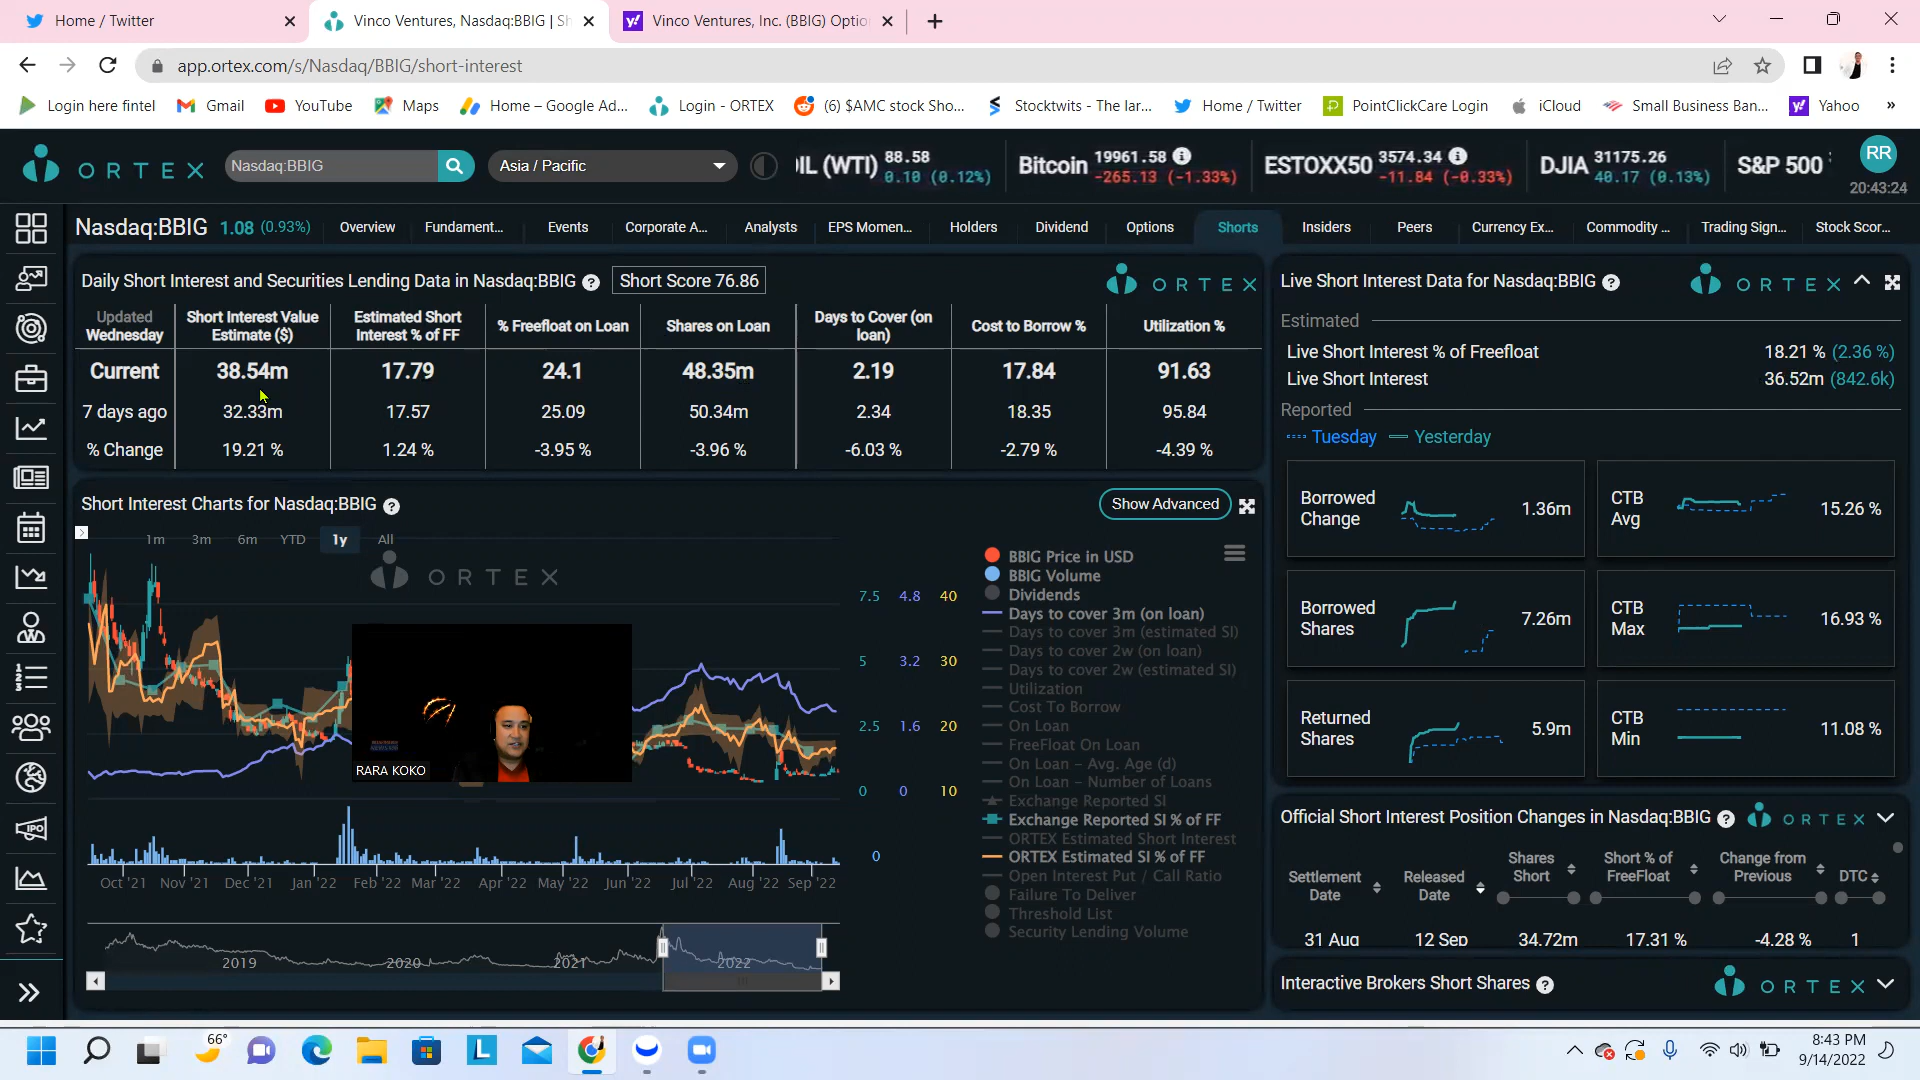 Home / Twitter
Vinco Ventures, Nasdaq:BBIG | Sh
Vinco Ventures, Inc. (BBIG) Optio
app.ortex.com/s/Nasdaq/BBIG/short-interest
Login here fintel
Gmail
YouTube
Maps
Home – Google Ad...
Login - ORTEX
(6) $AMC stock Sho...
Stocktwits - The lar...
Home / Twitter
PointClickCare Login
iCloud
Small Business Ban...
Yahoo
»
ORTEX
Nasdaq:BBIG
Asia / Pacific
IL (WTI) 88.58 0.10 (0.12%)
Bitcoin 19961.58 -265.13 (-1.33%)
ESTOXX50 3574.34 -11.84 (-0.33%)
DJIA 31175.26 40.17 (0.13%)
S&P 500
RR
20:43:24
Nasdaq:BBIG 1.08 (0.93%)
Overview
Fundament...
Events
Corporate A...
Analysts
EPS Momen...
Holders
Dividend
Options
Shorts
Insiders
Peers
Currency Ex...
Commodity ...
Trading Sign...
Stock Scor...
Daily Short Interest and Securities Lending Data in Nasdaq:BBIG ?
Short Score 76.86
ORTEX
Updated Wednesday
Short Interest Value Estimate ($)
Estimated Short Interest % of FF
% Freefloat on Loan
Shares on Loan
Days to Cover (on loan)
Cost to Borrow %
Utilization %
Current 38.54m 17.79 24.1 48.35m 2.19 17.84 91.63
7 days ago 32.33m 17.57 25.09 50.34m 2.34 18.35 95.84
% Change 19.21 % 1.24 % -3.95 % -3.96 % -6.03 % -2.79 % -4.39 %
Short Interest Charts for Nasdaq:BBIG ?
Show Advanced
1m 3m 6m YTD 1y All
ORTEX
7.5 4.8 40
5 3.2 30
2.5 1.6 20
0 0 10
0
RARA KOKO
BBIG Price in USD
BBIG Volume
Dividends
Days to cover 3m (on loan)
Days to cover 3m (estimated SI)
Days to cover 2w (on loan)
Days to cover 2w (estimated SI)
Utilization
Cost To Borrow
On Loan
FreeFloat On Loan
On Loan - Avg. Age (d)
On Loan - Number of Loans
Exchange Reported SI
Exchange Reported SI % of FF
ORTEX Estimated Short Interest
ORTEX Estimated SI % of FF
Open Interest Put / Call Ratio
Failure To Deliver
Threshold List
Security Lending Volume
Oct '21 Nov '21 Dec '21 Jan '22 Feb '22 Mar '22 Apr '22 May '22 Jun '22 Jul '22 Aug '22 Sep '22
2019 2020 2021 2022
Live Short Interest Data for Nasdaq:BBIG ?
ORTEX
Estimated
Live Short Interest % of Freefloat 18.21 % (2.36 %)
Live Short Interest 36.52m (842.6k)
Reported
Tuesday Yesterday
Borrowed Change 1.36m
CTB Avg 15.26 %
Borrowed Shares 7.26m
CTB Max 16.93 %
Returned Shares 5.9m
CTB Min 11.08 %
Official Short Interest Position Changes in Nasdaq:BBIG ?
ORTEX
Settlement Date
Released Date
Shares Short
Short % of FreeFloat
Change from Previous
DTC
31 Aug 12 Sep 34.72m 17.31 % -4.28 % 1
Interactive Brokers Short Shares ?
ORTEX
IPO
66°
8:43 PM
9/14/2022